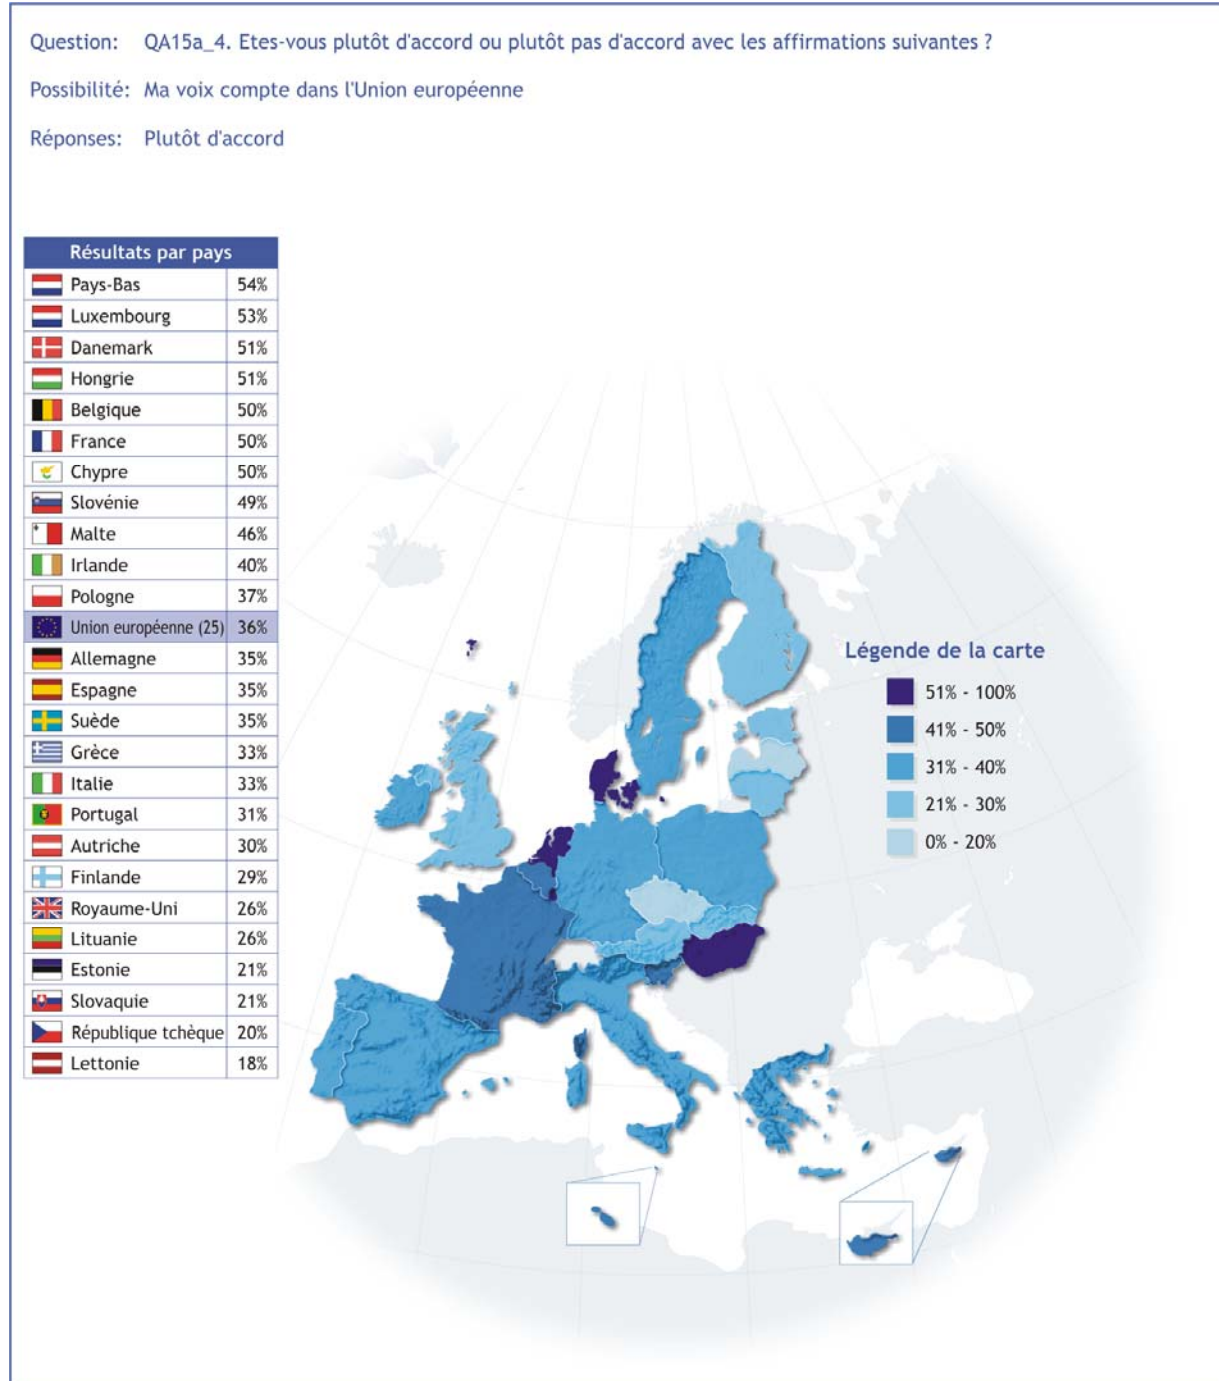 Question: QA15a_4. Etes-vous plutôt d'accord ou plutôt pas d'accord avec les affirmations suivantes ?
Possibilité: Ma voix compte dans l'Union européenne
Réponses: Plutôt d'accord
Résultats par pays
Pays-Bas 54%
Luxembourg 53%
Danemark 51%
Hongrie 51%
Belgique 50%
France 50%
Chypre 50%
Slovénie 49%
Malte 46%
Irlande 40%
Pologne 37%
Union européenne (25) 36%
Allemagne 35%
Espagne 35%
Suède 35%
Grèce 33%
Italie 33%
Portugal 31%
Autriche 30%
Finlande 29%
Royaume-Uni 26%
Lituanie 26%
Estonie 21%
Slovaquie 21%
République tchèque 20%
Lettonie 18%
Légende de la carte
51% - 100%
41% - 50%
31% - 40%
21% - 30%
0% - 20%